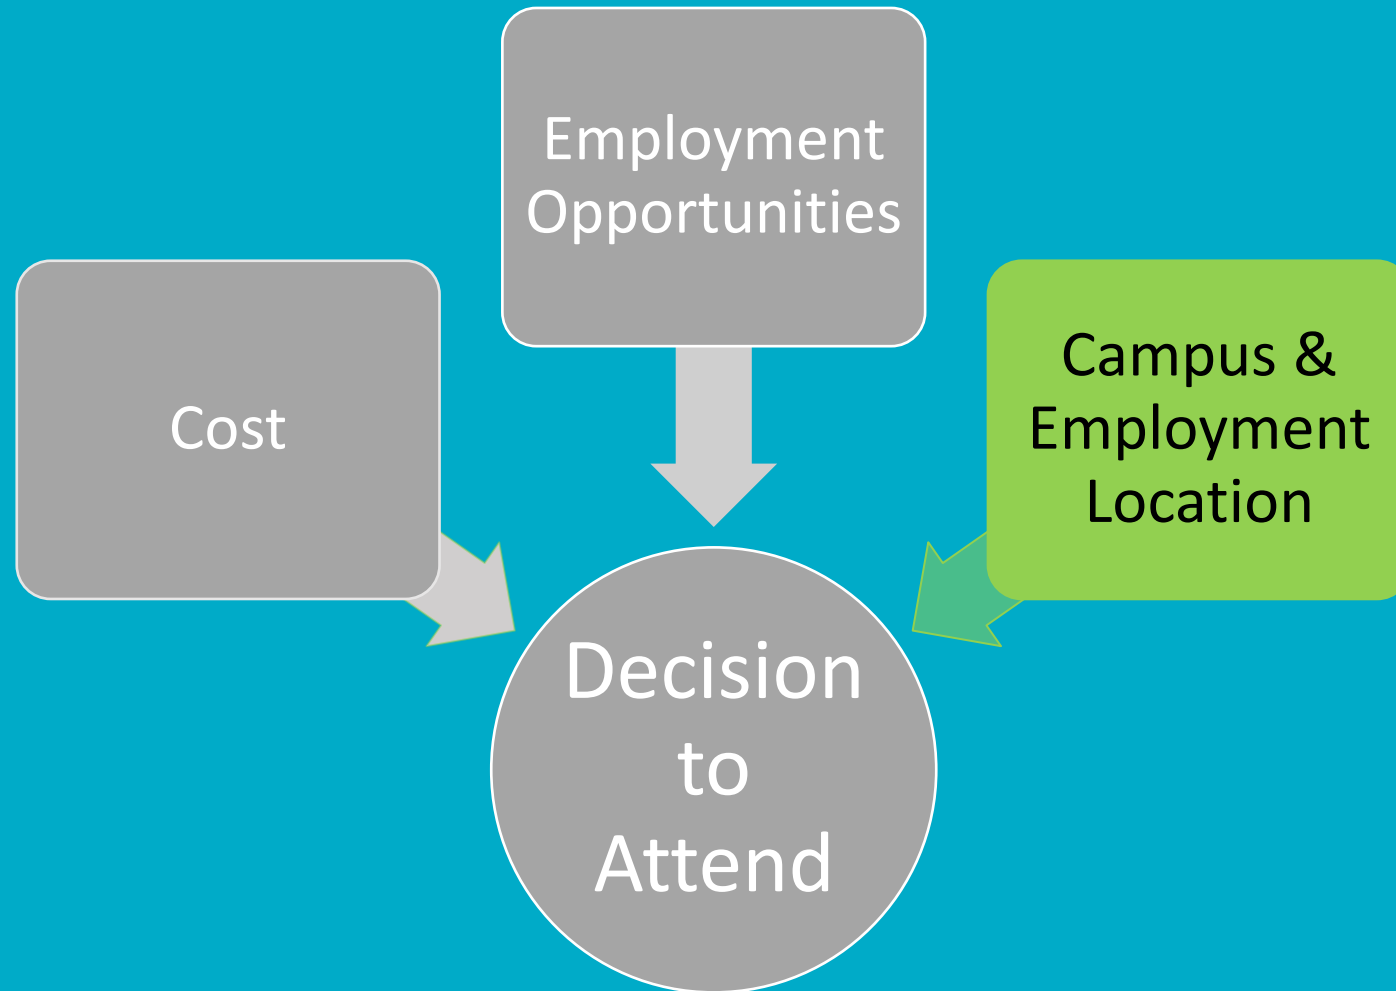 Employment
Opportunities
Cost
Campus &
Employment
Location
Decision
to
Attend